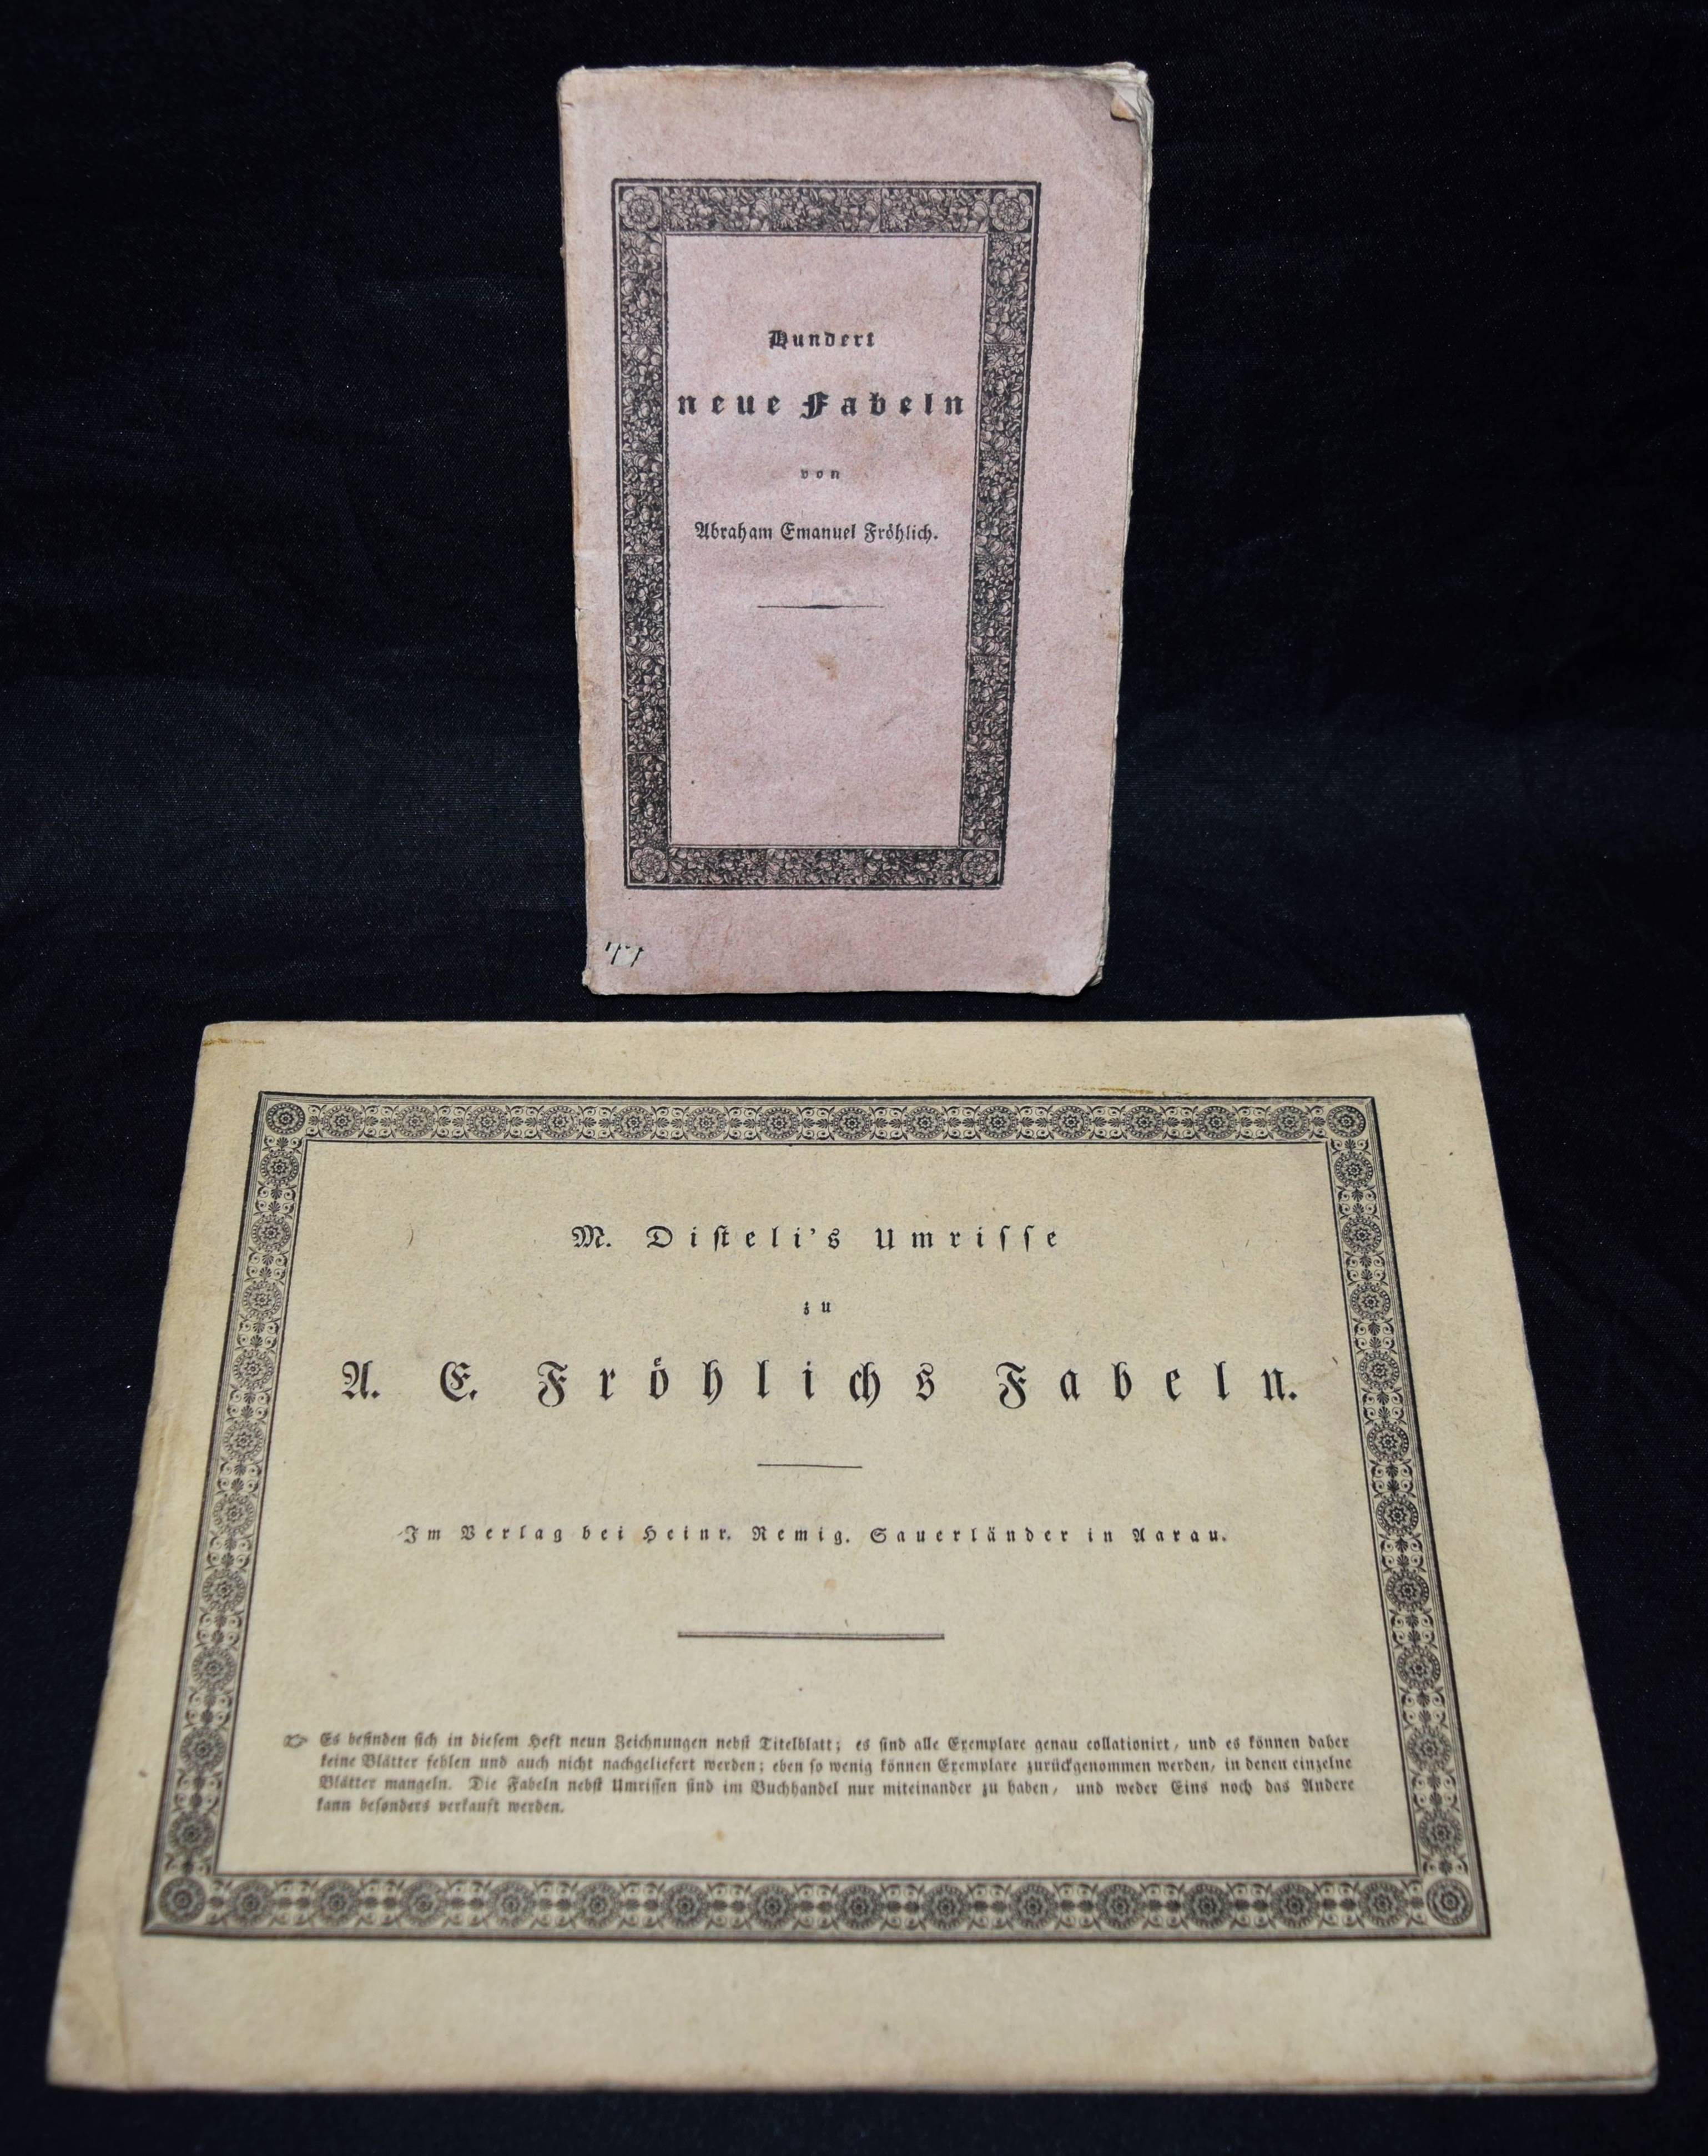 Hundert
neue Fabeln
von
Abraham Emanuel Fröhlich.
M. Diſteli's Umriſſe
zu
A. E. Fröhlichs Fabeln.
Im Verlag bei Heinr. Remig. Sauerländer in Aarau.
☞ Es befinden ſich in dieſem Heft neun Zeichnungen nebſt Titelblatt; es ſind alle Exemplare genau collationirt, und es können daher
keine Blätter fehlen und auch nicht nachgeliefert werden; eben ſo wenig können Exemplare zurückgenommen werden, in denen einzelne
Blätter mangeln. Die Fabeln nebſt Umriſſen ſind im Buchhandel nur miteinander zu haben, und weder Eins noch das Andere
kann beſonders verkauft werden.